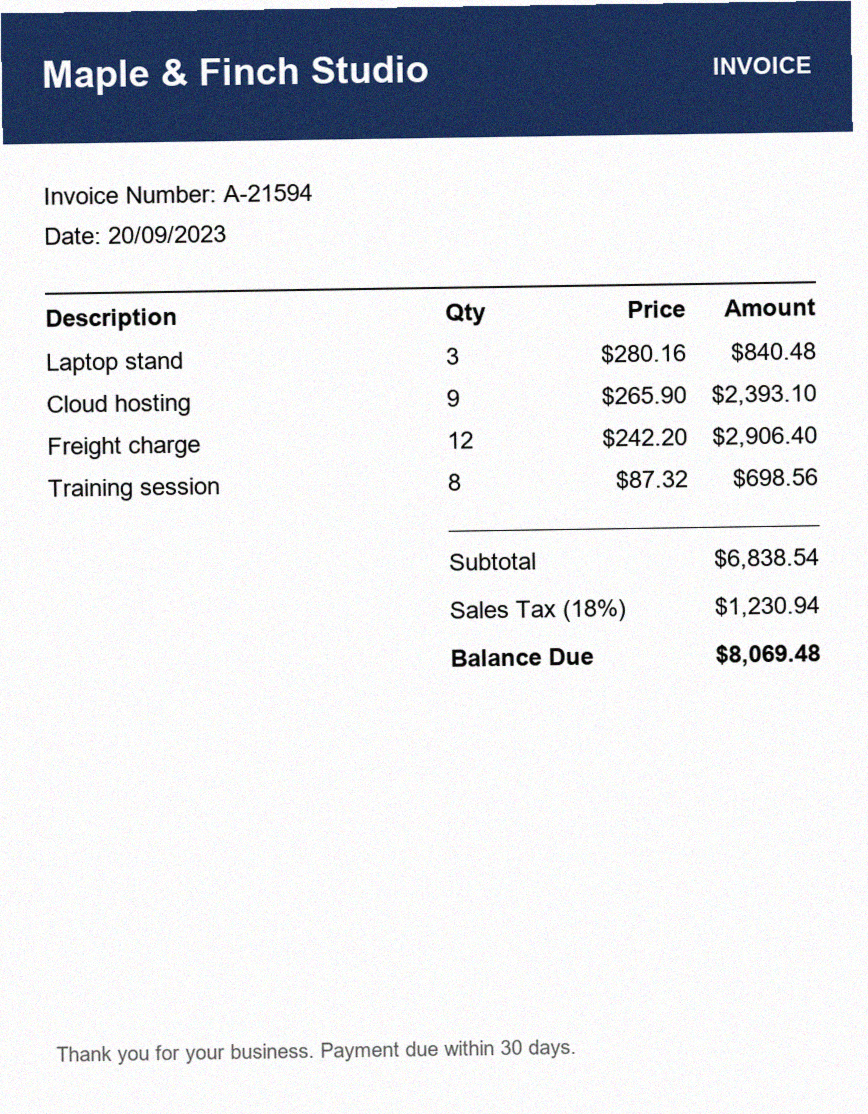 Maple & Finch Studio INVOICE
Invoice Number: A-21594
Date: 20/09/2023
Description Qty Price Amount
Laptop stand 3 $280.16 $840.48
Cloud hosting 9 $265.90 $2,393.10
Freight charge 12 $242.20 $2,906.40
Training session 8 $87.32 $698.56
Subtotal $6,838.54
Sales Tax (18%) $1,230.94
Balance Due $8,069.48
Thank you for your business. Payment due within 30 days.